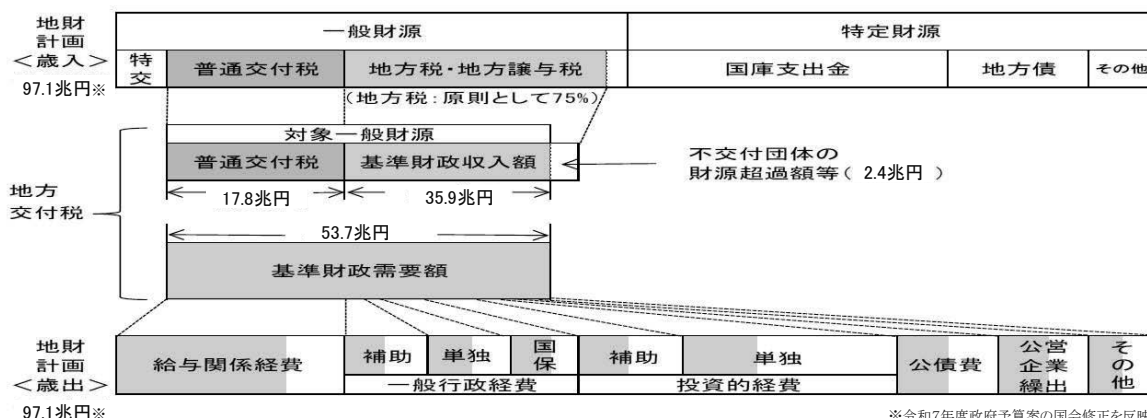 地財
計画
<歳入>
97.1兆円※
一般財源
特定財源
特交
普通交付税
地方税・地方譲与税
国庫支出金
地方債
その他
(地方税:原則として75%)
対象一般財源
普通交付税
基準財政収入額
不交付団体の
財源超過額等( 2.4兆円 )
17.8兆円
35.9兆円
地方
交付税
53.7兆円
基準財政需要額
地財
計画
<歳出>
97.1兆円※
給与関係経費
補助
単独
国保
補助
単独
公債費
公営
企業
繰出
その他
一般行政経費
投資的経費
※令和7年度政府予算案の国会修正を反映